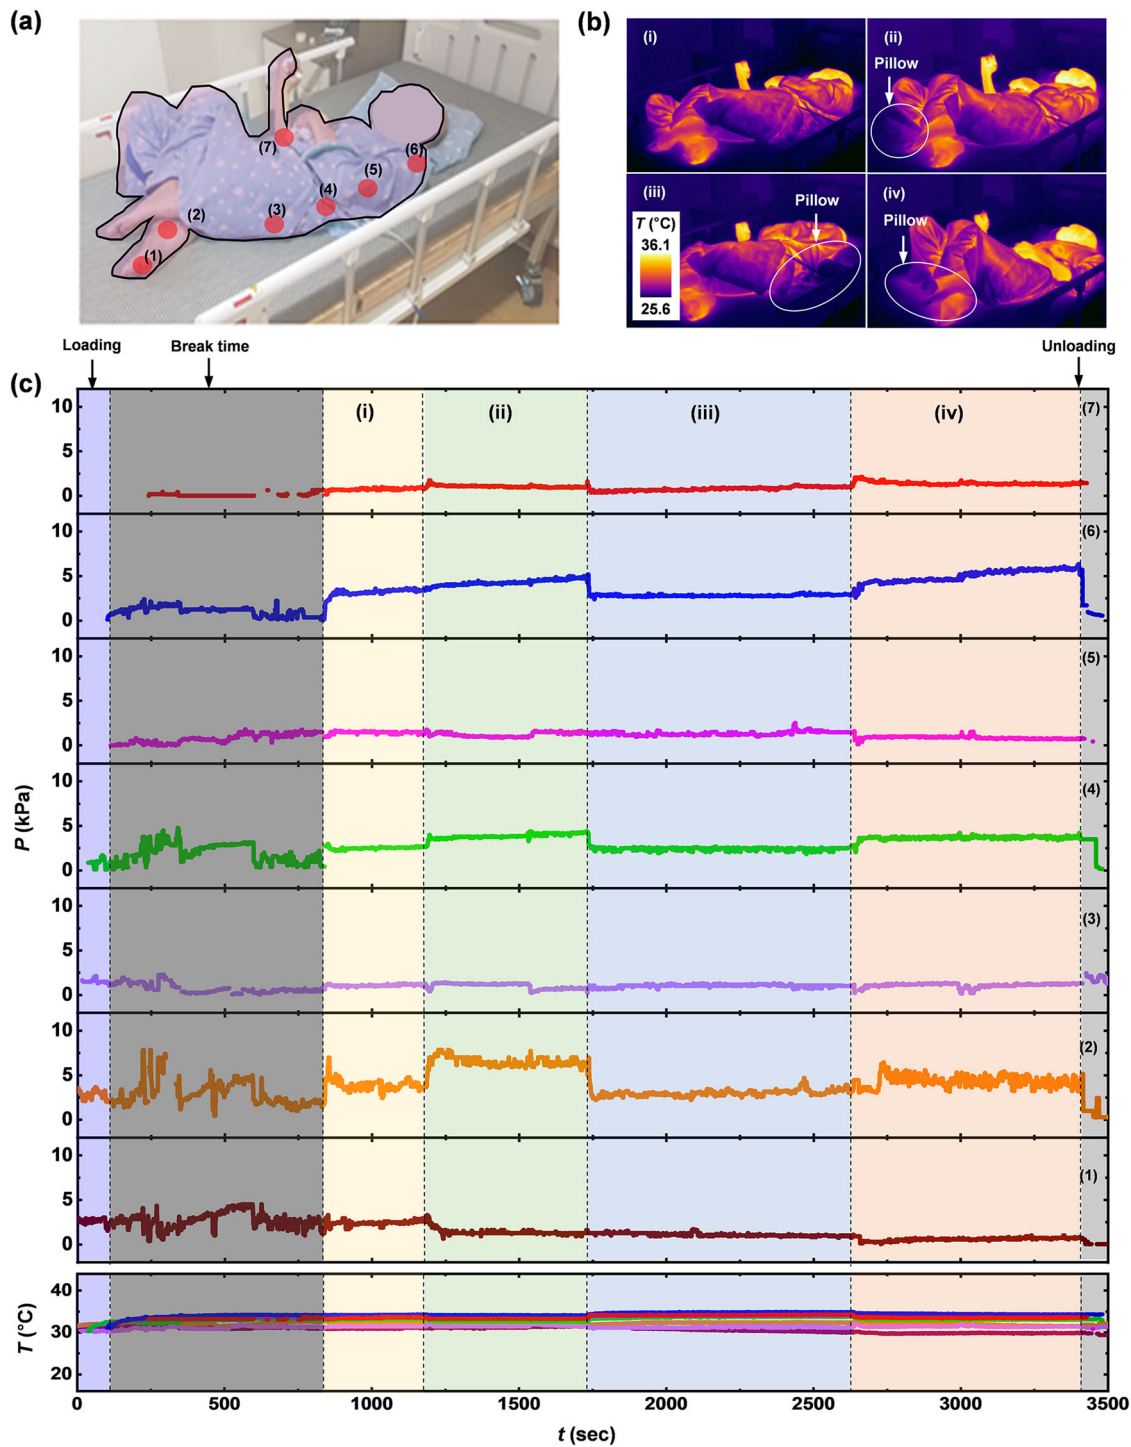 (a)
(7)
(6)
(5)
(4)
(3)
(2)
(1)
(b)
(i)
(ii)
Pillow
(iii)
Pillow
T (°C)
36.1
25.6
(iv)
Pillow
Loading
Break time
Unloading
(c)
(i)
(ii)
(iii)
(iv)
(7)
10
5
0
(6)
10
5
0
(5)
10
5
0
(4)
10
5
0
P (kPa)
(3)
10
5
0
(2)
10
5
0
(1)
10
5
0
T (°C)
40
30
20
0 500 1000 1500 2000 2500 3000 3500
t (sec)